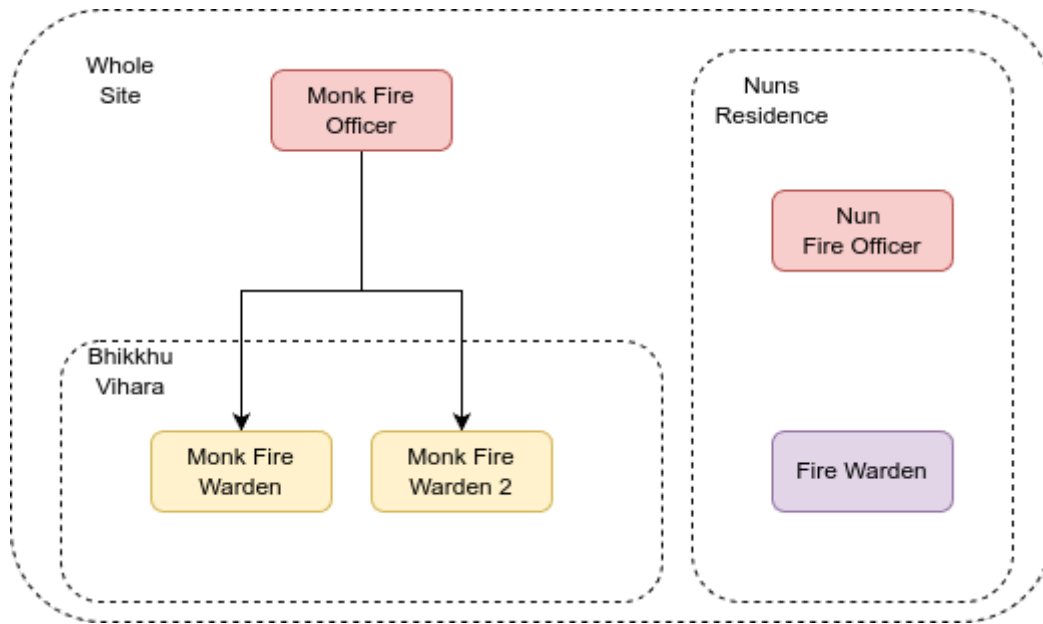 Whole
Site
Monk Fire
Officer
Nuns
Residence
Nun
Fire Officer
Bhikkhu
Vihara
Monk Fire
Warden
Monk Fire
Warden 2
Fire Warden